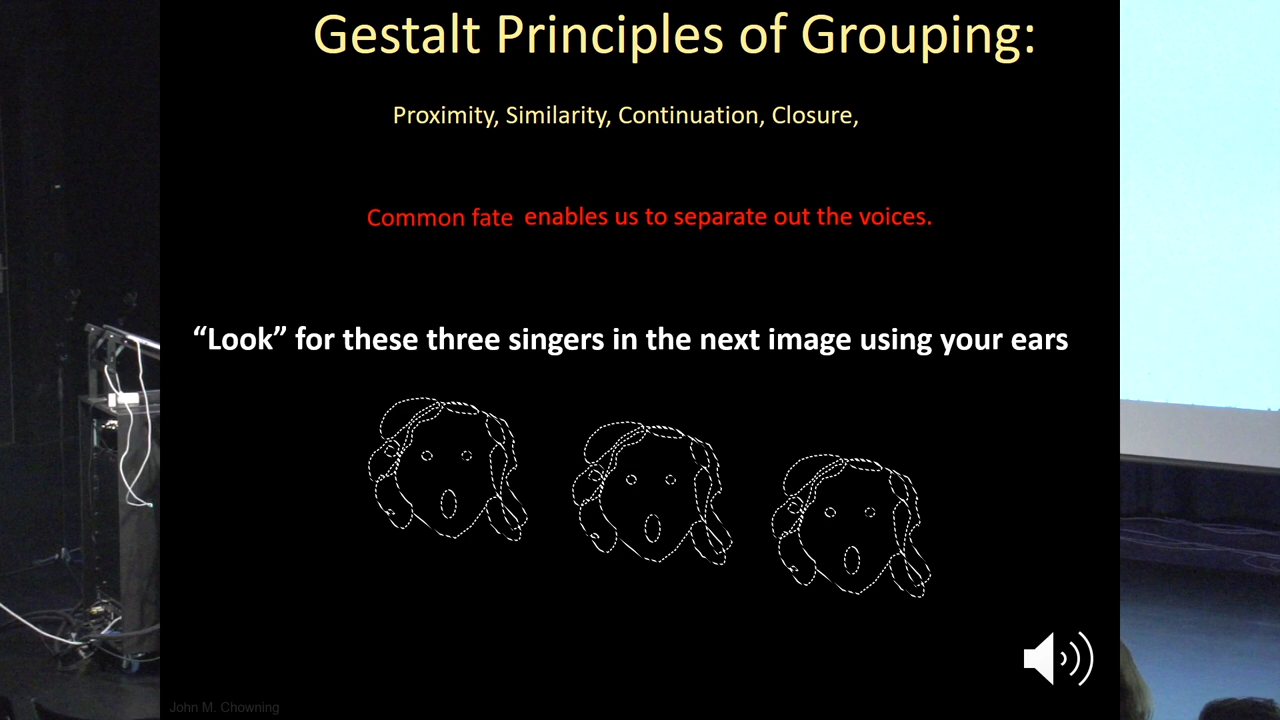 Gestalt Principles of Grouping:
Proximity, Similarity, Continuation, Closure,
Common fate enables us to separate out the voices.
“Look” for these three singers in the next image using your ears
John M. Chowning